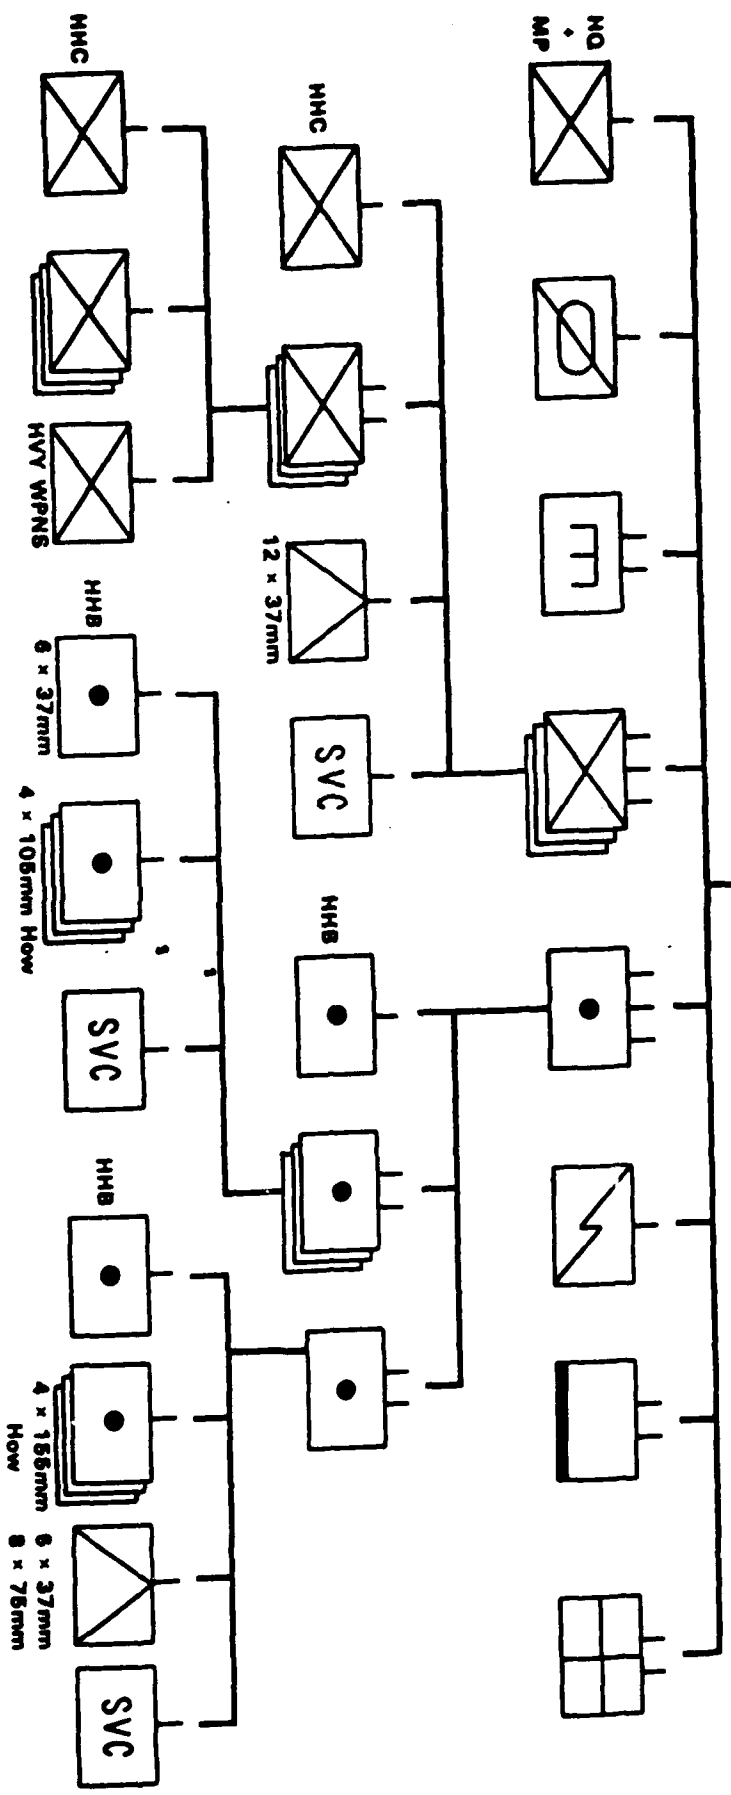 HQ
+
MP
HHC
12 × 37mm
SVC
HHB
HHC
HVY WPNS
HHB
6 × 37mm
4 × 105mm How
SVC
HHB
4 × 155mm
How
6 × 37mm
8 × 75mm
SVC